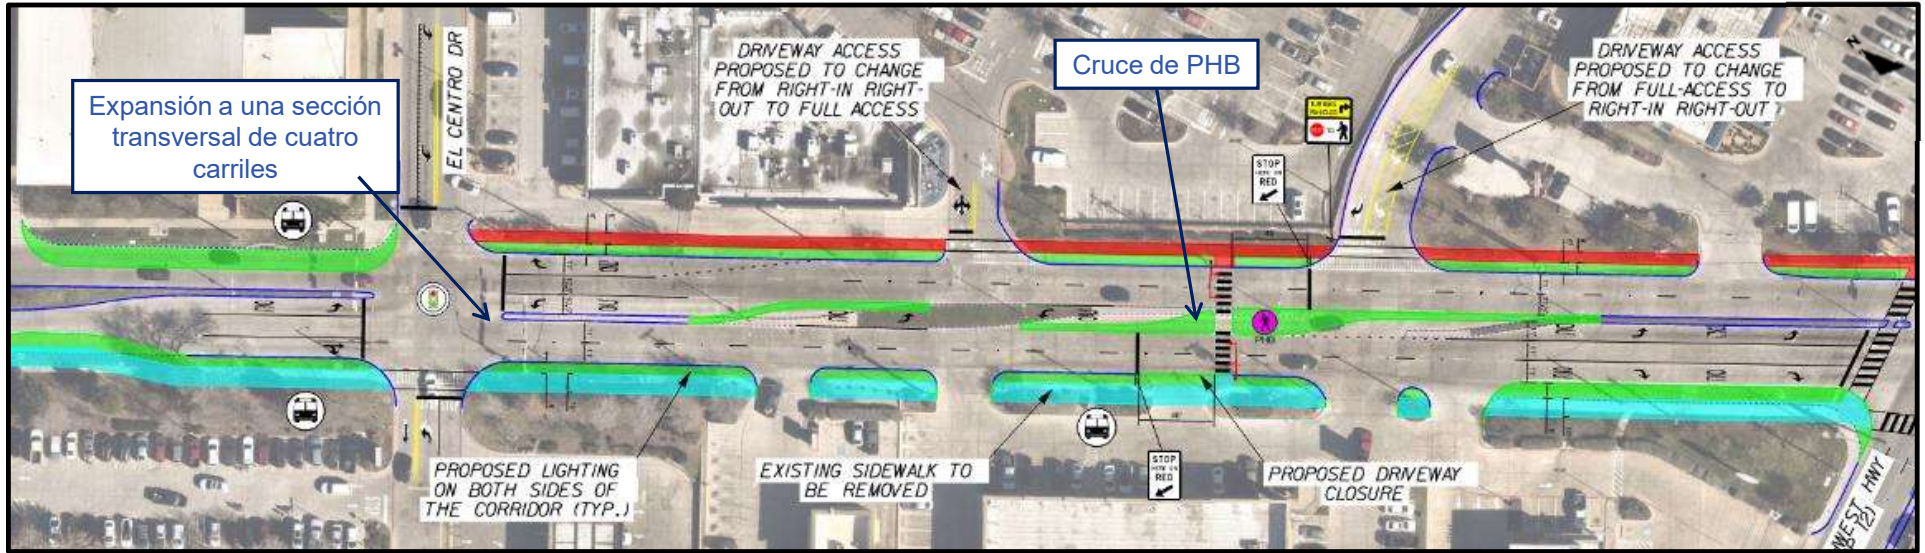 DRIVEWAY ACCESS
PROPOSED TO CHANGE
FROM RIGHT-IN RIGHT-
OUT TO FULL ACCESS
Cruce de PHB
DRIVEWAY ACCESS
PROPOSED TO CHANGE
FROM FULL-ACCESS TO
RIGHT-IN RIGHT-OUT
N
Expansión a una sección
transversal de cuatro
carriles
EL CENTRO DR
STOP
HERE ON
RED
PHB
PROPOSED LIGHTING
ON BOTH SIDES OF
THE CORRIDOR (TYP.)
EXISTING SIDEWALK TO
BE REMOVED
STOP
HERE ON
RED
PROPOSED DRIVEWAY
CLOSURE
WEST HWY